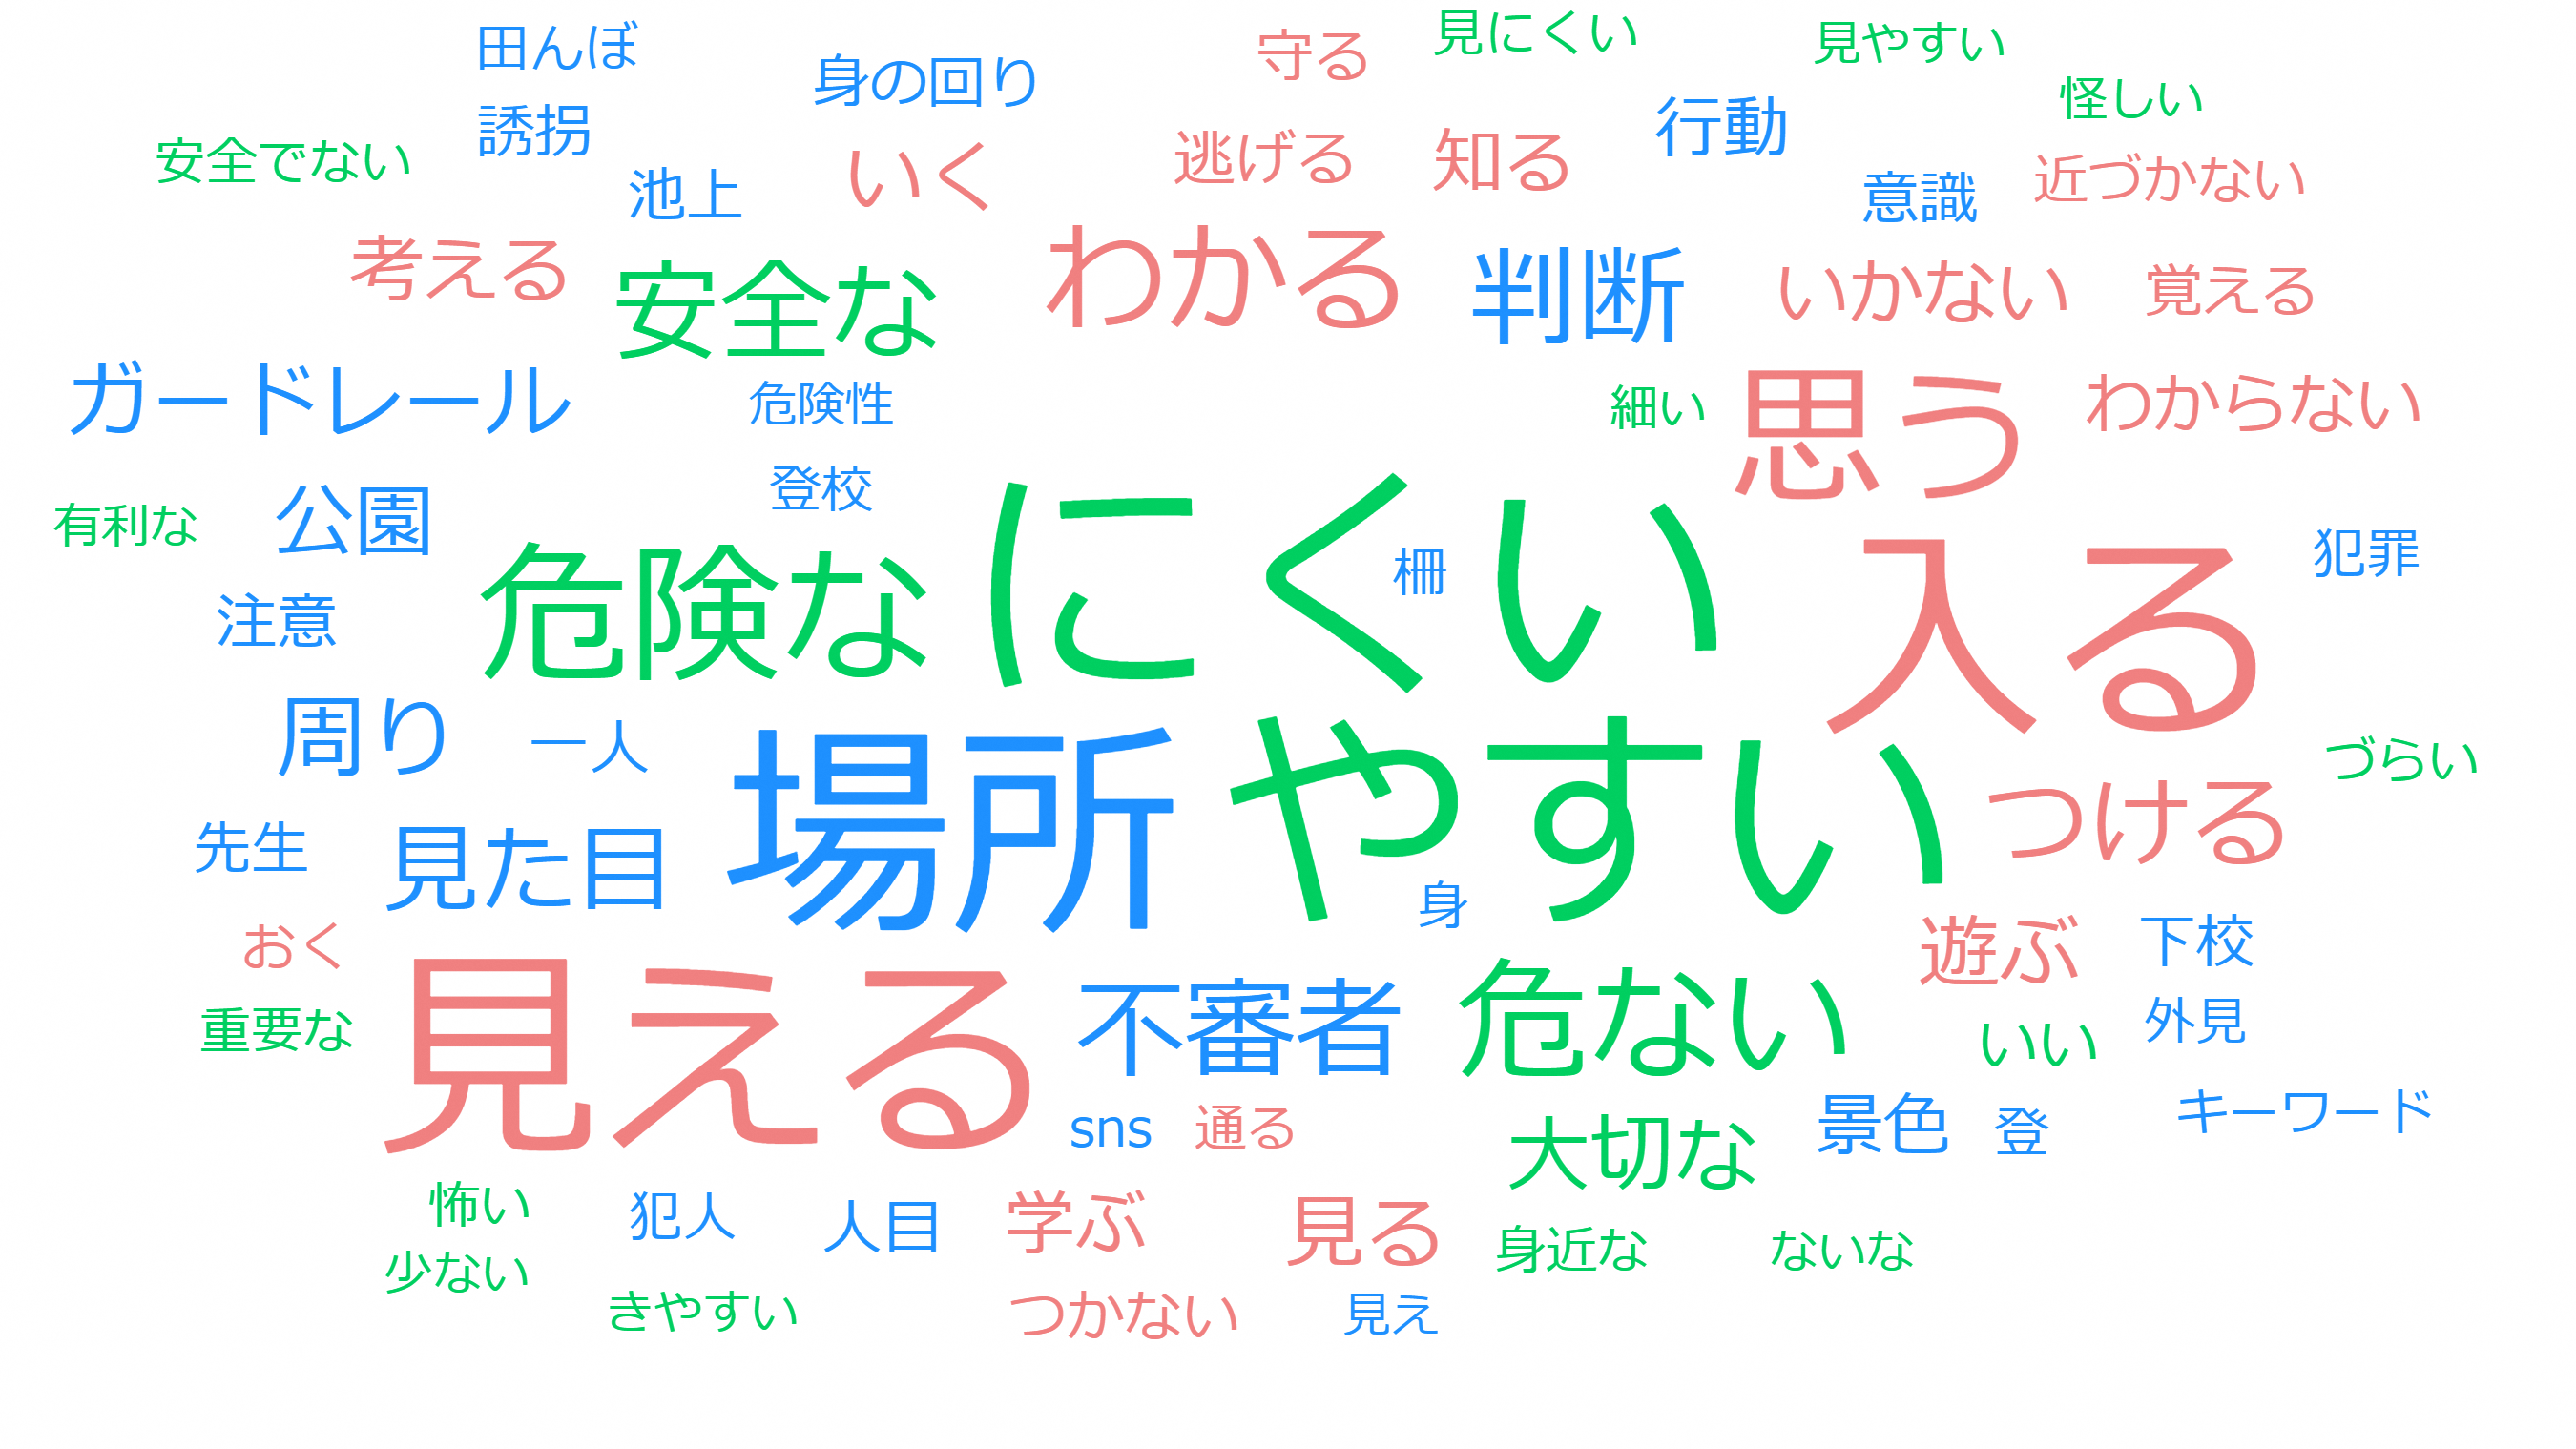 田んぼ
身の回り
守る
見にくい
見やすい
誘拐
安全でない
池上
いく
逃げる
知る
行動
怪しい
意識
近づかない
考える
安全な
わかる
判断
いかない
覚える
ガードレール
危険性
細い
思う
わからない
有利な
公園
登校
危険な
にくい
柵
入る
犯罪
注意
周り
一人
場所
やすい
つける
づらい
先生
見た目
身
おく
遊ぶ
下校
重要な
見える
不審者
危ない
いい
外見
sns
通る
大切な
景色
登
キーワード
怖い
犯人
人目
学ぶ
見る
身近な
ないな
少ない
きやすい
つかない
見え